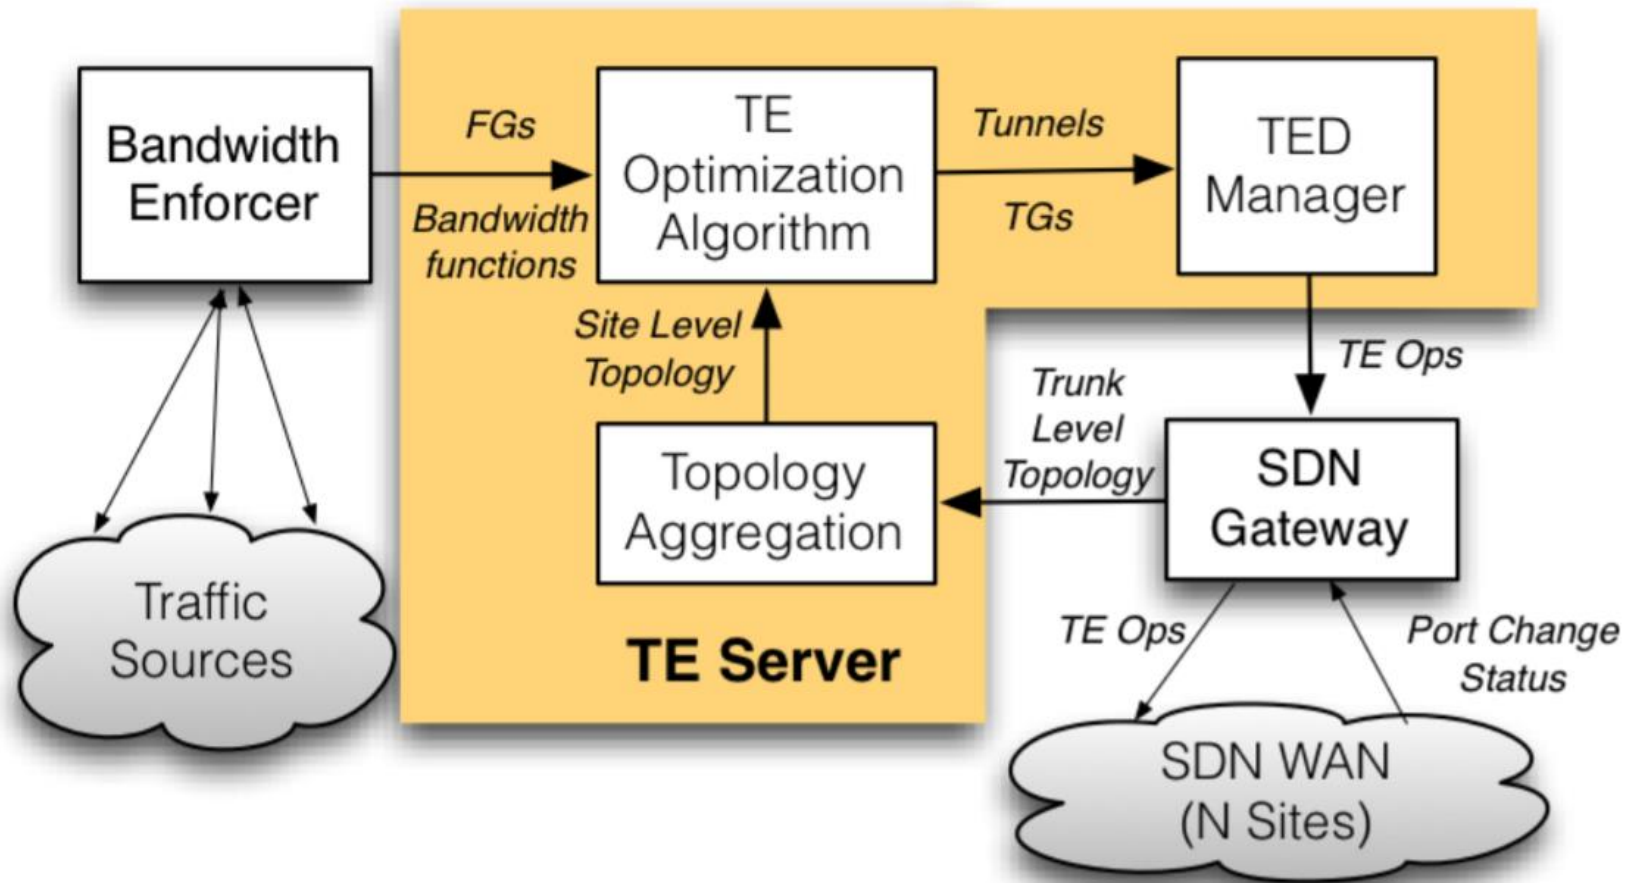 Bandwidth
Enforcer
FGs
Bandwidth
functions
TE
Optimization
Algorithm
Tunnels
TGs
TED
Manager
Site Level
Topology
TE Ops
Trunk
Level
Topology
Topology
Aggregation
SDN
Gateway
Traffic
Sources
TE Server
TE Ops
Port Change
Status
SDN WAN
(N Sites)